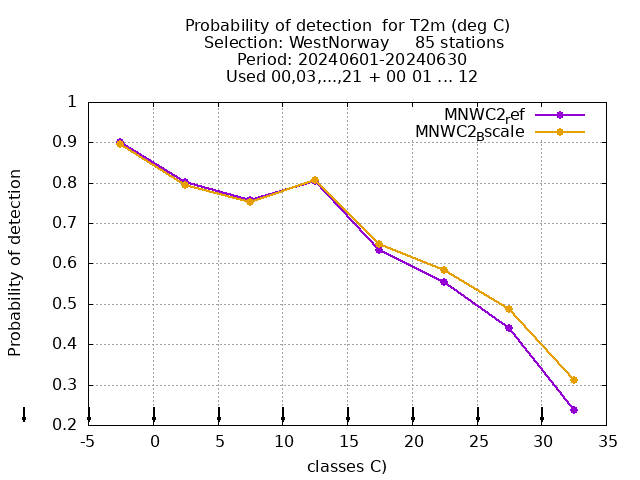 Probability of detection  for T2m (deg C)
Selection: WestNorway     85 stations
Period: 20240601-20240630
Used 00,03,...,21 + 00 01 ... 12
MNWC2ref
MNWC2Bscale
1
0.9
0.8
0.7
0.6
0.5
0.4
0.3
0.2
Probability of detection
-5 0 5 10 15 20 25 30 35
classes C)